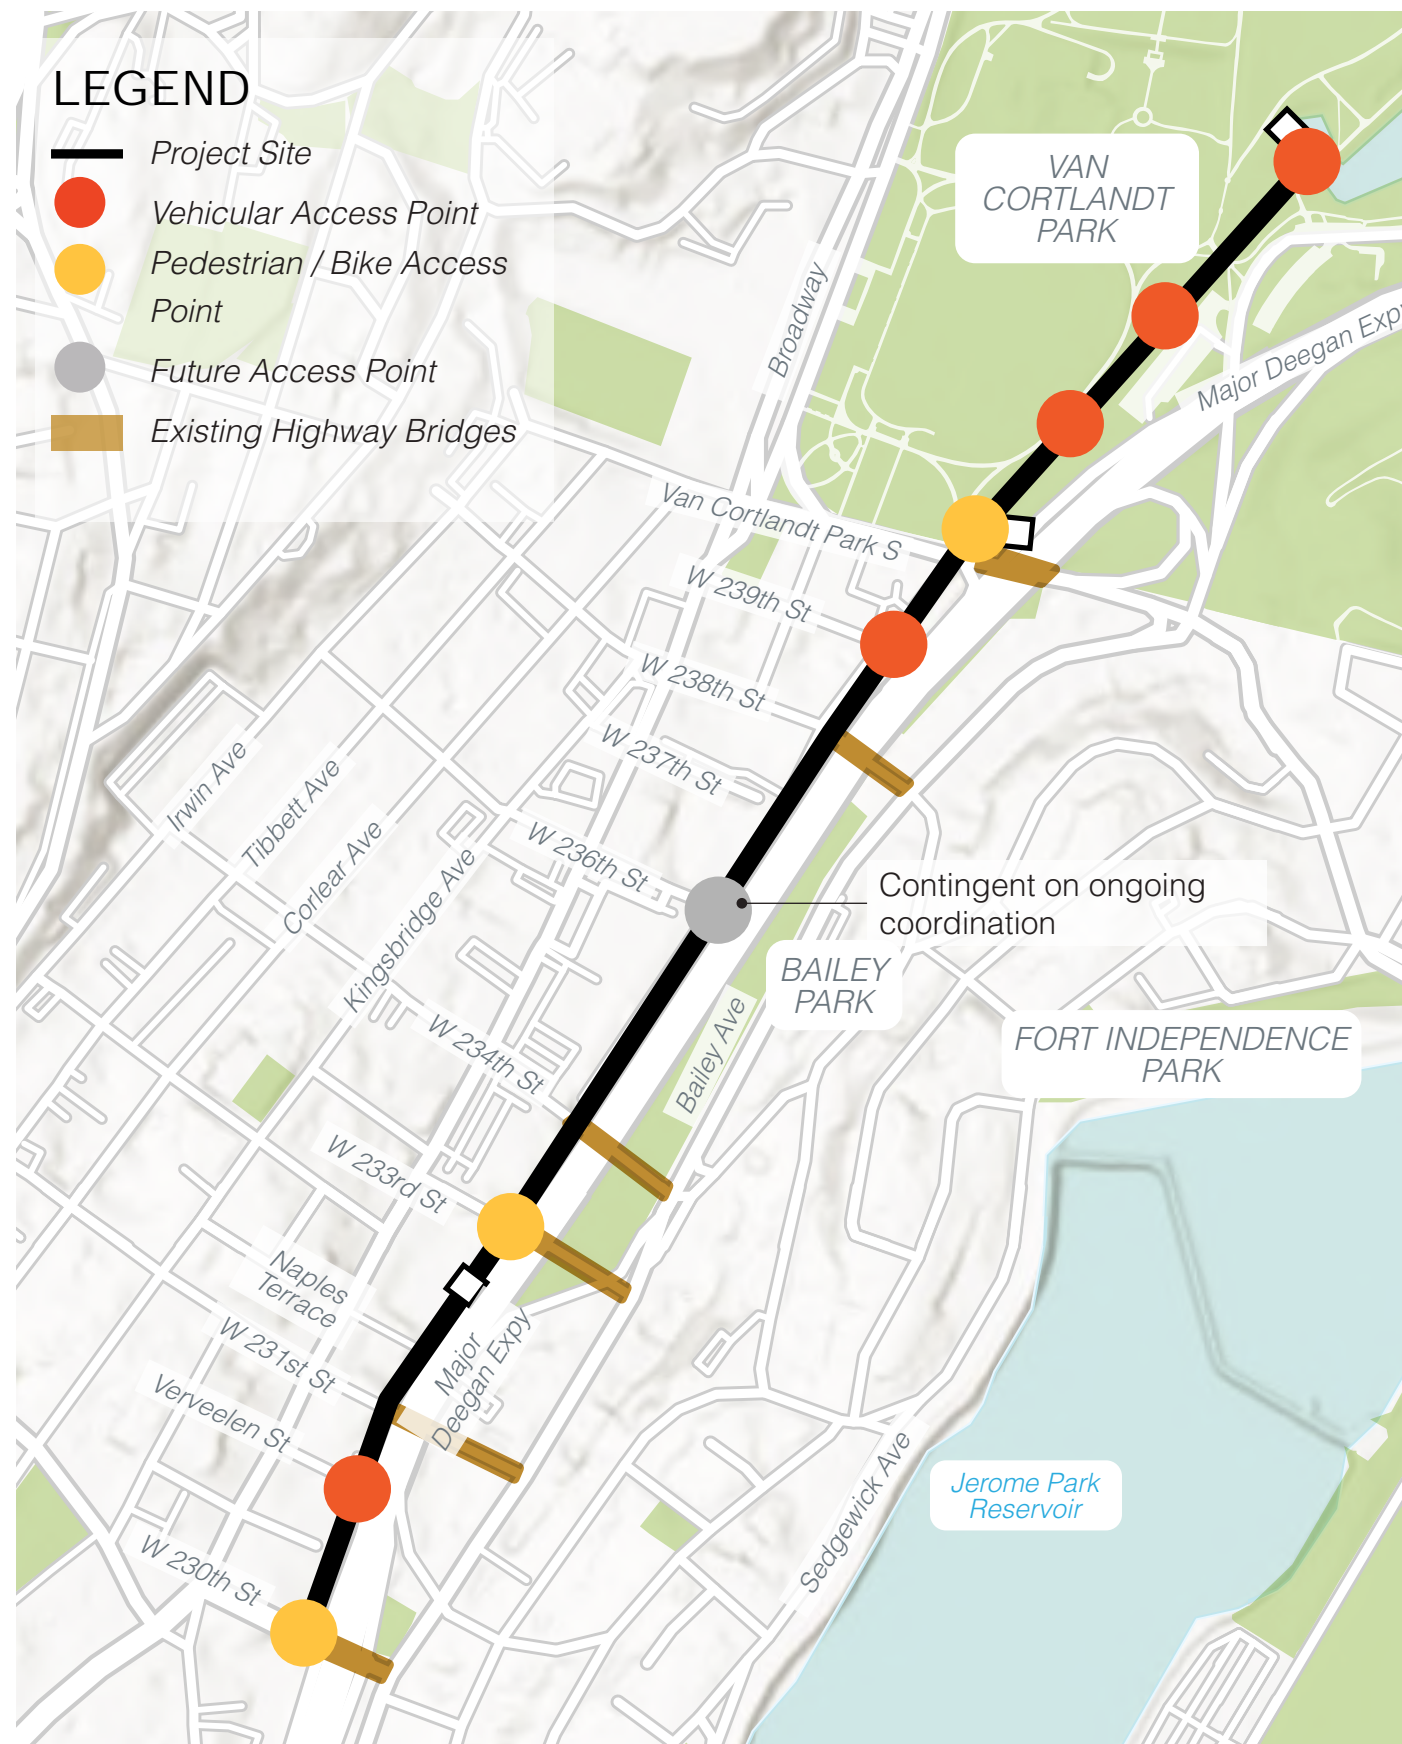 LEGEND
Project Site
Vehicular Access Point
Pedestrian / Bike Access
Point
Future Access Point
Existing Highway Bridges
VAN
CORTLANDT
PARK
Broadway
Major Deegan Expy
Van Cortlandt Park S
W 239th St
W 238th St
W 237th St
W 236th St
Irwin Ave
Tibbett Ave
Corlear Ave
Kingsbridge Ave
Contingent on ongoing
coordination
BAILEY
PARK
Bailey Ave
FORT INDEPENDENCE
PARK
W 234th St
W 233rd St
Naples
Terrace
W 231st St
Major
Deegan Expy
Verveelen St
Sedgewick Ave
Jerome Park
Reservoir
W 230th St